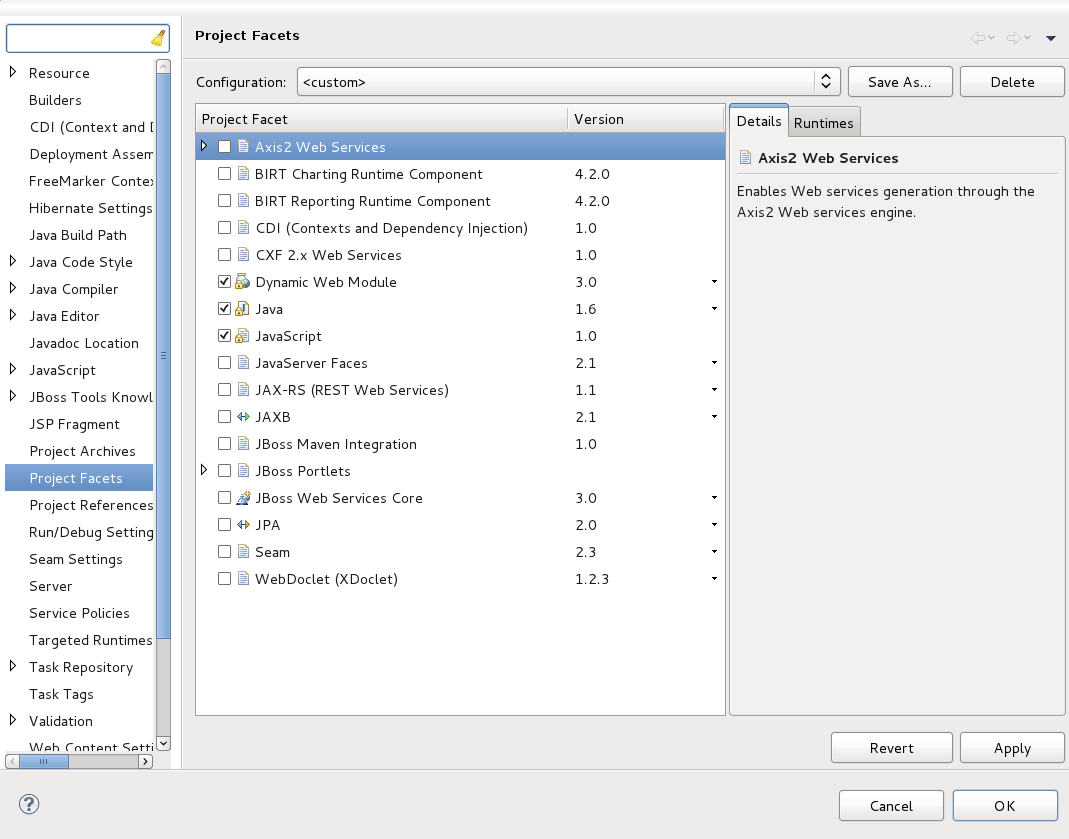 Resource
Builders
CDI (Context and D
Deployment Assem
FreeMarker Contex
Hibernate Settings
Java Build Path
Java Code Style
Java Compiler
Java Editor
Javadoc Location
JavaScript
JBoss Tools Knowl
JSP Fragment
Project Archives
Project Facets
Project References
Run/Debug Setting
Seam Settings
Server
Service Policies
Targeted Runtimes
Task Repository
Task Tags
Validation
Web Content Setti
Project Facets
Configuration: <custom> Save As... Delete
Project Facet Version
Axis2 Web Services
BIRT Charting Runtime Component 4.2.0
BIRT Reporting Runtime Component 4.2.0
CDI (Contexts and Dependency Injection) 1.0
CXF 2.x Web Services 1.0
Dynamic Web Module 3.0
Java 1.6
JavaScript 1.0
JavaServer Faces 2.1
JAX-RS (REST Web Services) 1.1
JAXB 2.1
JBoss Maven Integration 1.0
JBoss Portlets
JBoss Web Services Core 3.0
JPA 2.0
Seam 2.3
WebDoclet (XDoclet) 1.2.3
Details Runtimes
Axis2 Web Services
Enables Web services generation through the
Axis2 Web services engine.
Revert Apply
? Cancel OK